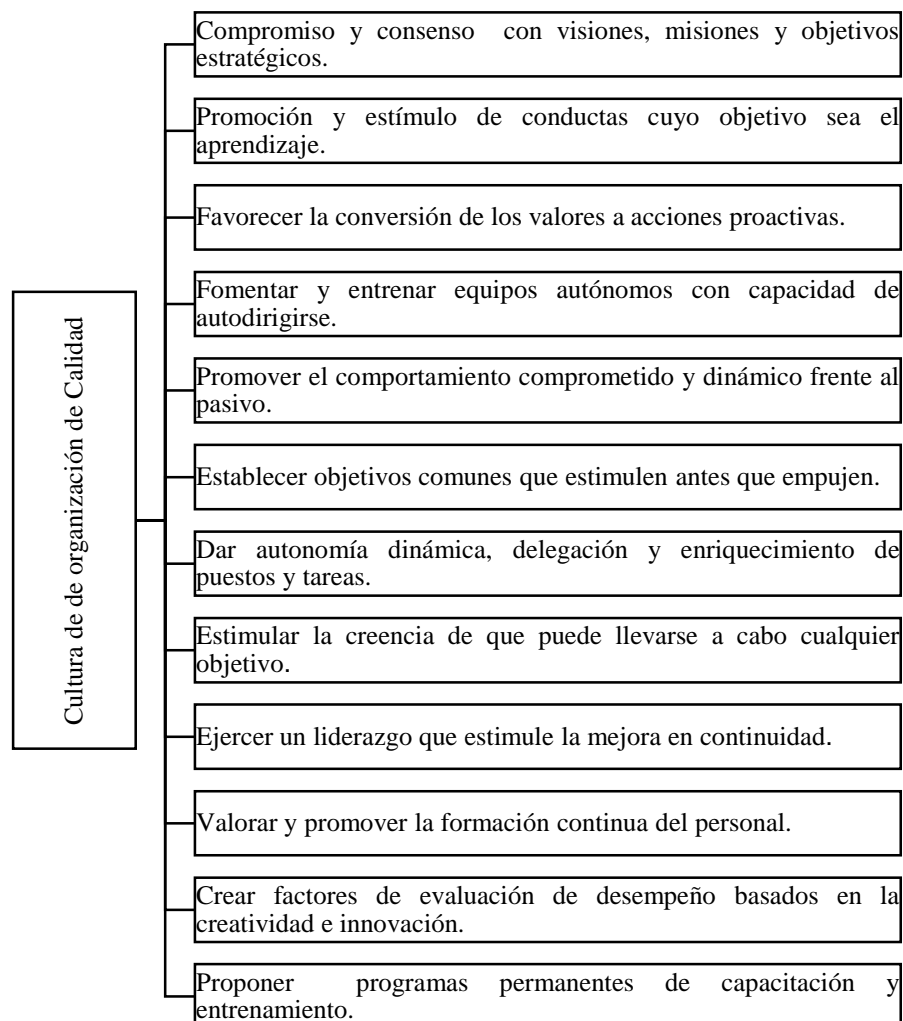 Compromiso y consenso con visiones, misiones y objetivos
estratégicos.
Promoción y estímulo de conductas cuyo objetivo sea el
aprendizaje.
Favorecer la conversión de los valores a acciones proactivas.
Fomentar y entrenar equipos autónomos con capacidad de
autodirigirse.
Promover el comportamiento comprometido y dinámico frente al
pasivo.
Cultura de de organización de Calidad
Establecer objetivos comunes que estimulen antes que empujen.
Dar autonomía dinámica, delegación y enriquecimiento de
puestos y tareas.
Estimular la creencia de que puede llevarse a cabo cualquier
objetivo.
Ejercer un liderazgo que estimule la mejora en continuidad.
Valorar y promover la formación continua del personal.
Crear factores de evaluación de desempeño basados en la
creatividad e innovación.
Proponer programas permanentes de capacitación y
entrenamiento.